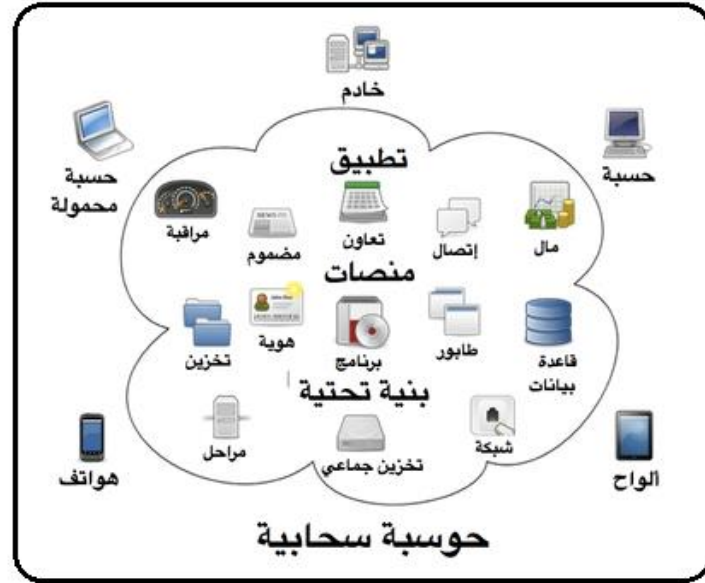 خادم
حسبة
حسبة
محمولة
تطبيق
مال
إتصال
تعاون
مضموم
مراقبة
منصات
قاعدة
بيانات
طابور
برنامج
هوية
تخزين
بنية تحتية
شبكة
تخزين جماعي
مراحل
الواح
هواتف
حوسبة سحابية